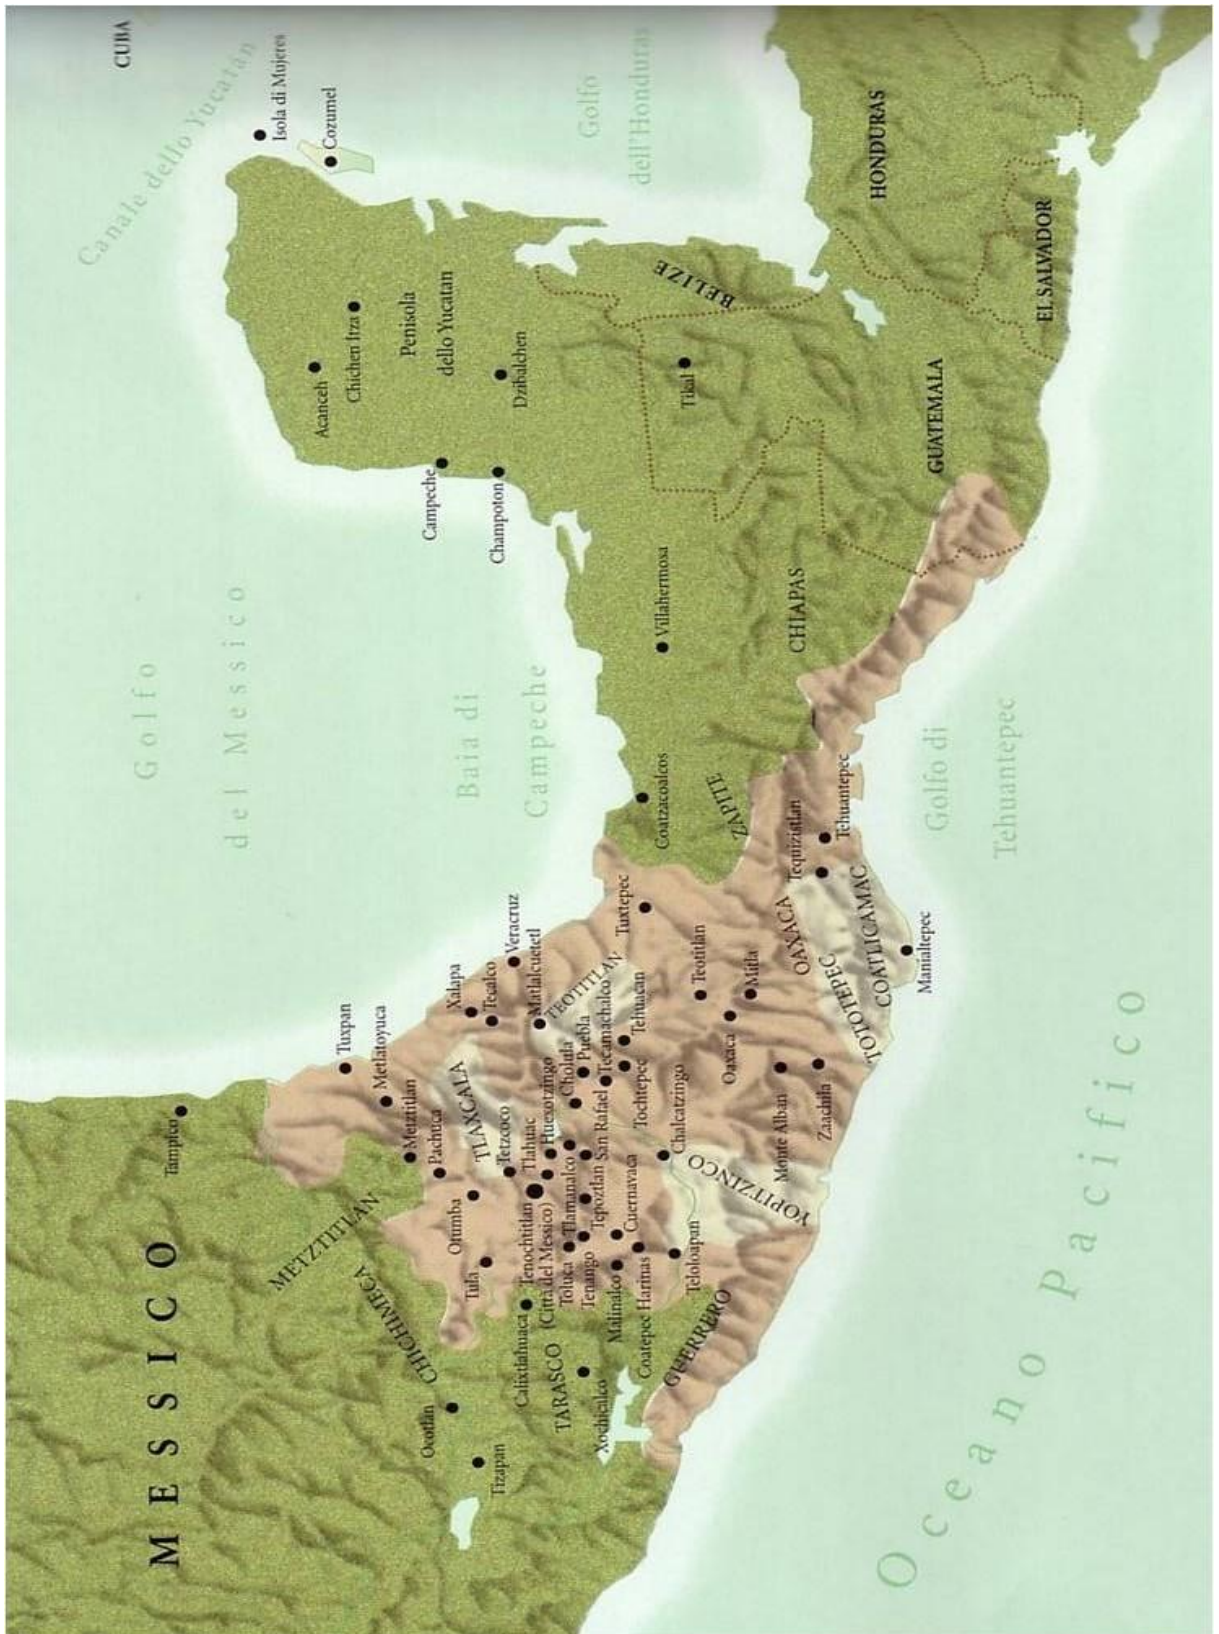 MESSICO
Golfo
del Messico
Baia di
Campeche
Canale dello Yucatan
CUBA
Isola di Mujeres
Cozumel
Golfo
dell'Honduras
Penisola
dello Yucatan
Acanceh
Chichen Itza
Campeche
Champoton
Dzibalchen
Tikal
BELIZE
HONDURAS
EL SALVADOR
GUATEMALA
CHIAPAS
Villahermosa
Coatzacoalcos
ZAPITE
Tampico
Tuxpan
Metlatoyuca
METZTITLAN
Metztitlan
Pachuca
CHICHIMECA
Otumba
Tula
TLAXCALA
Tetzcoco
Xalapa
Tecalco
Veracruz
Matlalcuetetl
TEOTITLAN
Ocotlan
Tizapan
Calixtlahuaca
Tenochtitlan
(Città del Messico)
Tlahuac
Huexotzingo
Tlamanalco
Cholula
Puebla
TARASCO
Toluca
Tenango
Tepoztlan
San Rafael
Tecamachalco
Xochicalco
Malinalco
Cuernavaca
Tochtepec
Tehuacan
Tuxtepec
Coatepec Harinas
Chalcatzingo
Teloloapan
GUERRERO
YOPITZINCO
Teotitlan
Mitla
Oaxaca
Monte Alban
Zaachila
OAXACA
Tequizistlan
Tehuantepec
TOTOTEPEC
COATLICAMAC
Manialtepec
Golfo di
Tehuantepec
Oceano Pacifico